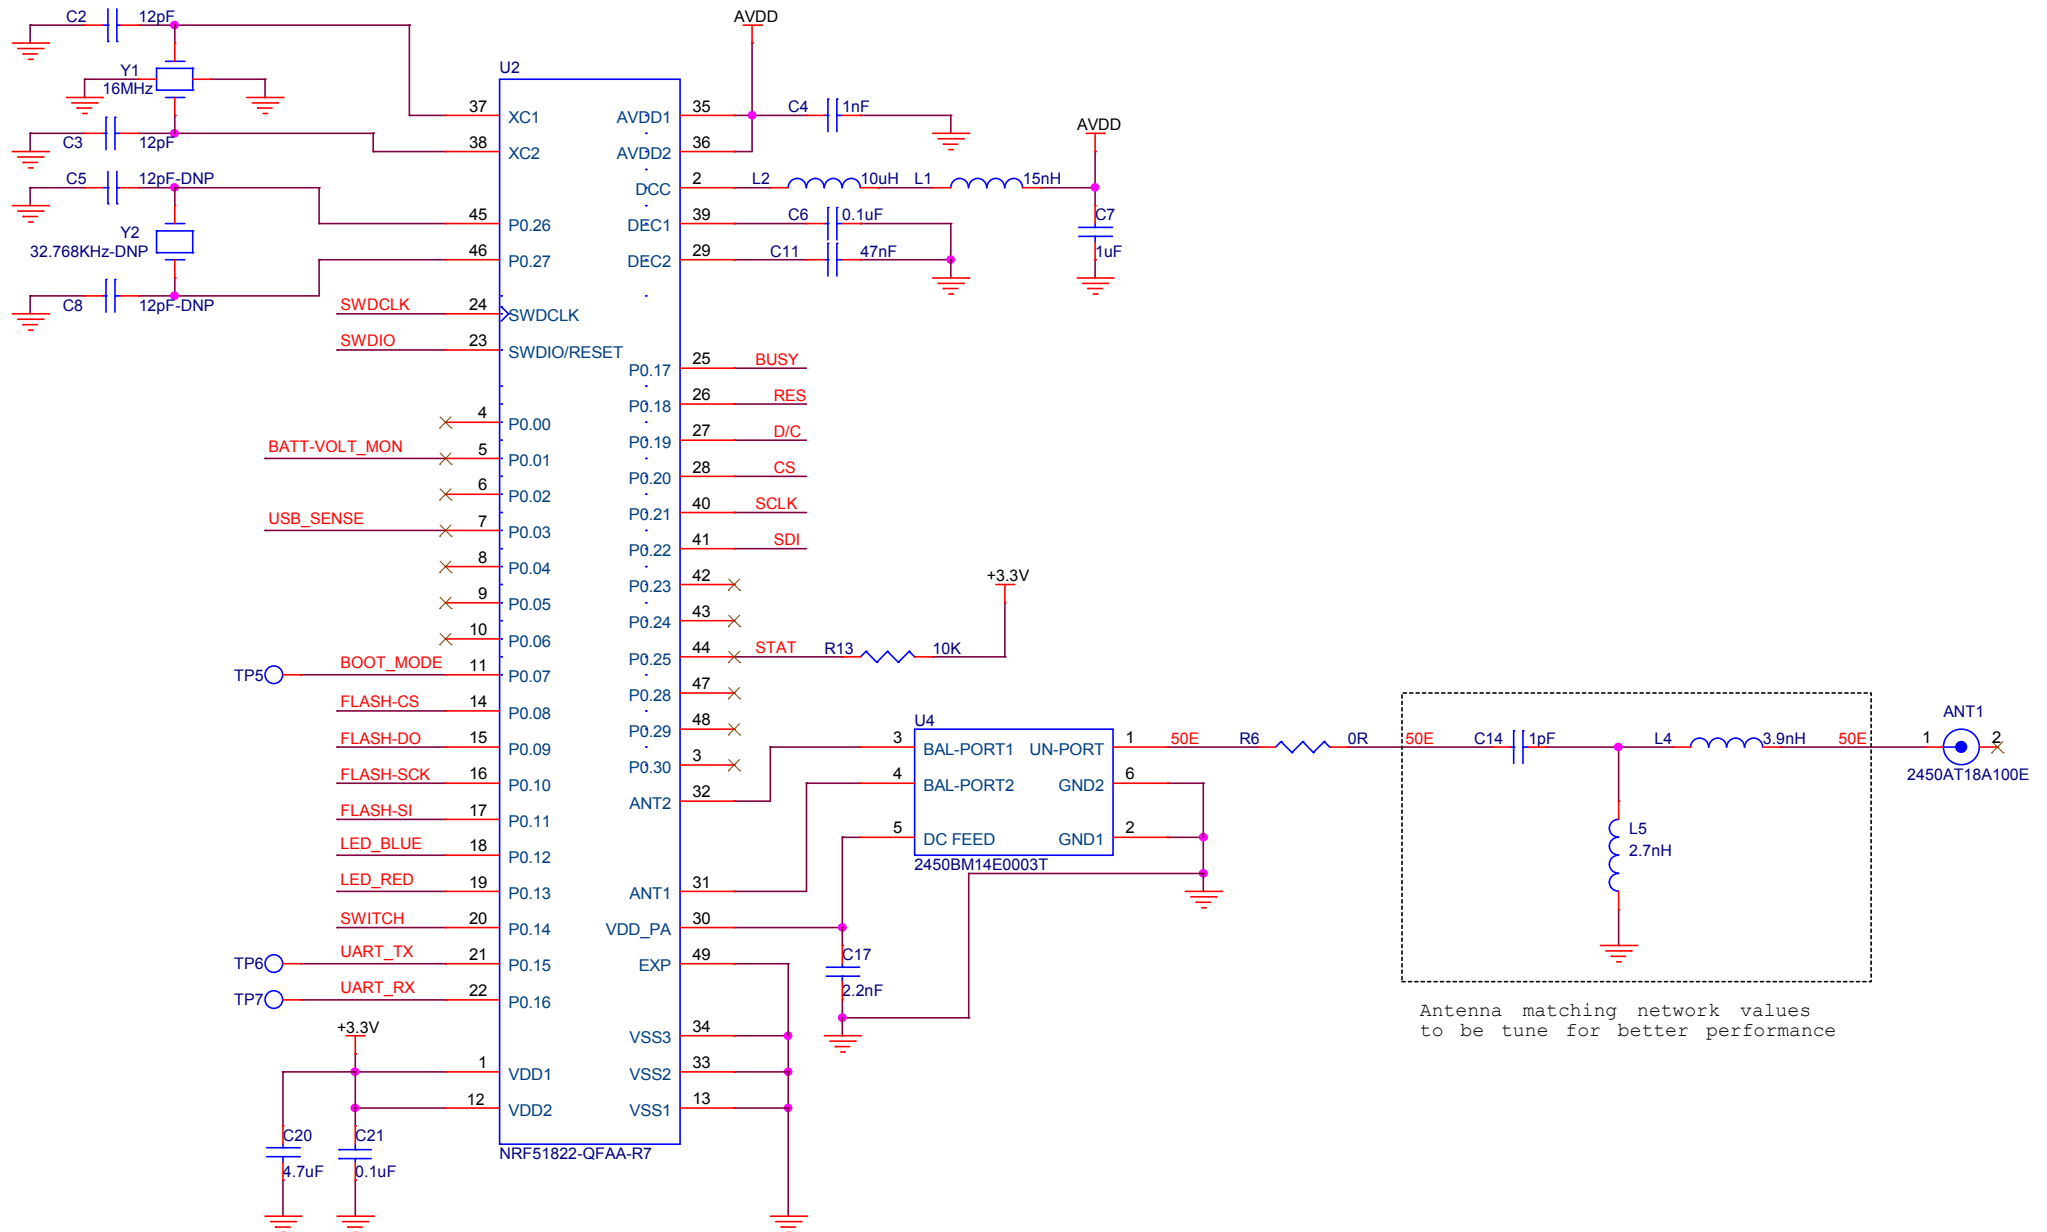 C2 12pF
Y1
16MHz
C3 12pF
C5 12pF-DNP
Y2
32.768KHz-DNP
C8 12pF-DNP
SWDCLK
SWDIO
BATT-VOLT_MON
USB_SENSE
TP5 BOOT_MODE
FLASH-CS
FLASH-DO
FLASH-SCK
FLASH-SI
LED_BLUE
LED_RED
SWITCH
TP6 UART_TX
TP7 UART_RX
+3.3V
C20
4.7uF
C21
0.1uF
U2
37 XC1
38 XC2
45 P0.26
46 P0.27
24 SWDCLK
23 SWDIO/RESET
4 P0.00
5 P0.01
6 P0.02
7 P0.03
8 P0.04
9 P0.05
10 P0.06
11 P0.07
14 P0.08
15 P0.09
16 P0.10
17 P0.11
18 P0.12
19 P0.13
20 P0.14
21 P0.15
22 P0.16
1 VDD1
12 VDD2
AVDD1 35
AVDD2 36
DCC 2
DEC1 39
DEC2 29
P0.17 25 BUSY
P0.18 26 RES
P0.19 27 D/C
P0.20 28 CS
P0.21 40 SCLK
P0.22 41 SDI
P0.23 42
P0.24 43
P0.25 44 STAT
P0.28 47
P0.29 48
P0.30 3
ANT2 32
ANT1 31
VDD_PA 30
EXP 49
VSS3 34
VSS2 33
VSS1 13
NRF51822-QFAA-R7
AVDD
C4 1nF
L2 10uH L1 15nH
AVDD
C6 0.1uF
C11 47nF
C7
1uF
R13 10K
+3.3V
U4
3 BAL-PORT1 UN-PORT 1
4 BAL-PORT2 GND2 6
5 DC FEED GND1 2
2450BM14E0003T
C17
2.2nF
50E R6 0R 50E C14 1pF L4 3.9nH 50E
L5
2.7nH
ANT1
1 2
2450AT18A100E
Antenna matching network values
to be tune for better performance